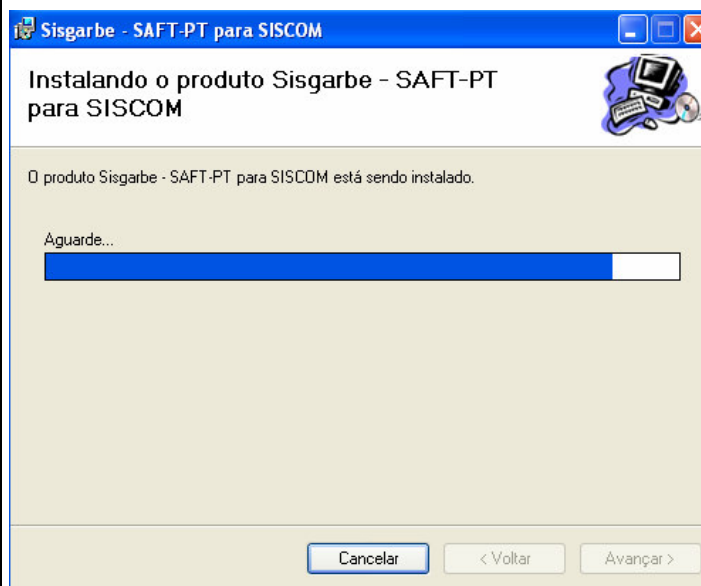 Sisgarbe - SAFT-PT para SISCOM
Instalando o produto Sisgarbe - SAFT-PT
para SISCOM
O produto Sisgarbe - SAFT-PT para SISCOM está sendo instalado.
Aguarde...
Cancelar
< Voltar
Avançar >